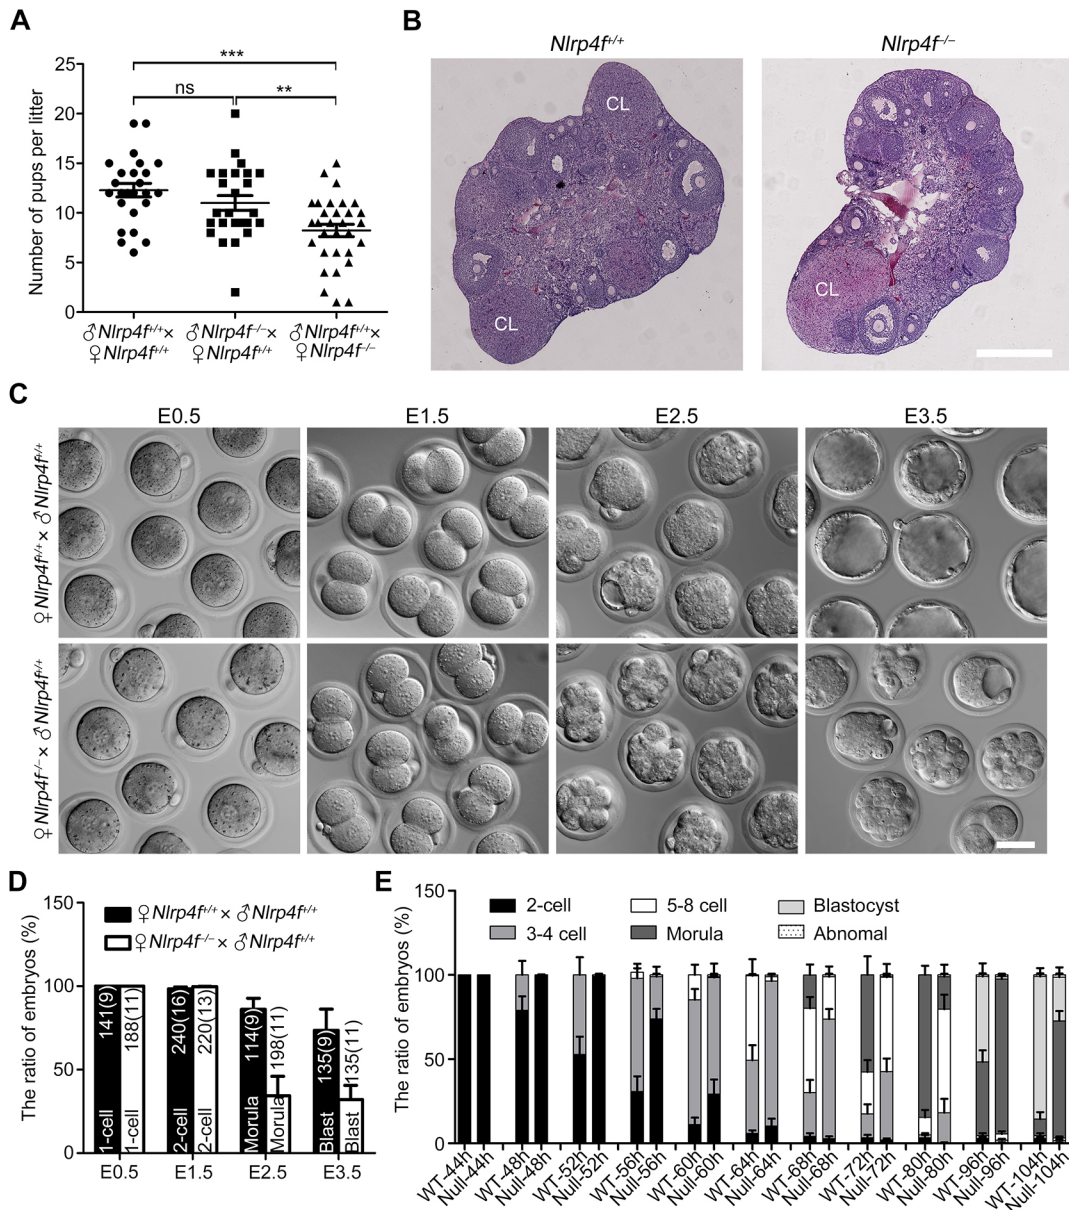 A
***
ns
**
Number of pups per litter
25
20
15
10
5
0
♂Nlrp4f+/+×
♀Nlrp4f+/+
♂Nlrp4f−/−×
♀Nlrp4f+/+
♂Nlrp4f+/+×
♀Nlrp4f−/−
B
Nlrp4f+/+
Nlrp4f−/−
CL
CL
CL
C
E0.5
E1.5
E2.5
E3.5
♀Nlrp4f+/+ × ♂Nlrp4f+/+
♀Nlrp4f−/− × ♂Nlrp4f+/+
D
The ratio of embryos (%)
150
100
50
0
♀Nlrp4f+/+ × ♂Nlrp4f+/+
♀Nlrp4f−/− × ♂Nlrp4f+/+
1-cell 141(9)
1-cell 188(11)
2-cell 240(16)
2-cell 220(13)
Morula 114(9)
Morula 198(11)
Blast 135(9)
Blast 135(11)
E0.5
E1.5
E2.5
E3.5
E
The ratio of embryos (%)
150
100
50
0
2-cell
3-4 cell
5-8 cell
Morula
Blastocyst
Abnomal
WT-44h
Null-44h
WT-48h
Null-48h
WT-52h
Null-52h
WT-56h
Null-56h
WT-60h
Null-60h
WT-64h
Null-64h
WT-68h
Null-68h
WT-72h
Null-72h
WT-80h
Null-80h
WT-96h
Null-96h
WT-104h
Null-104h